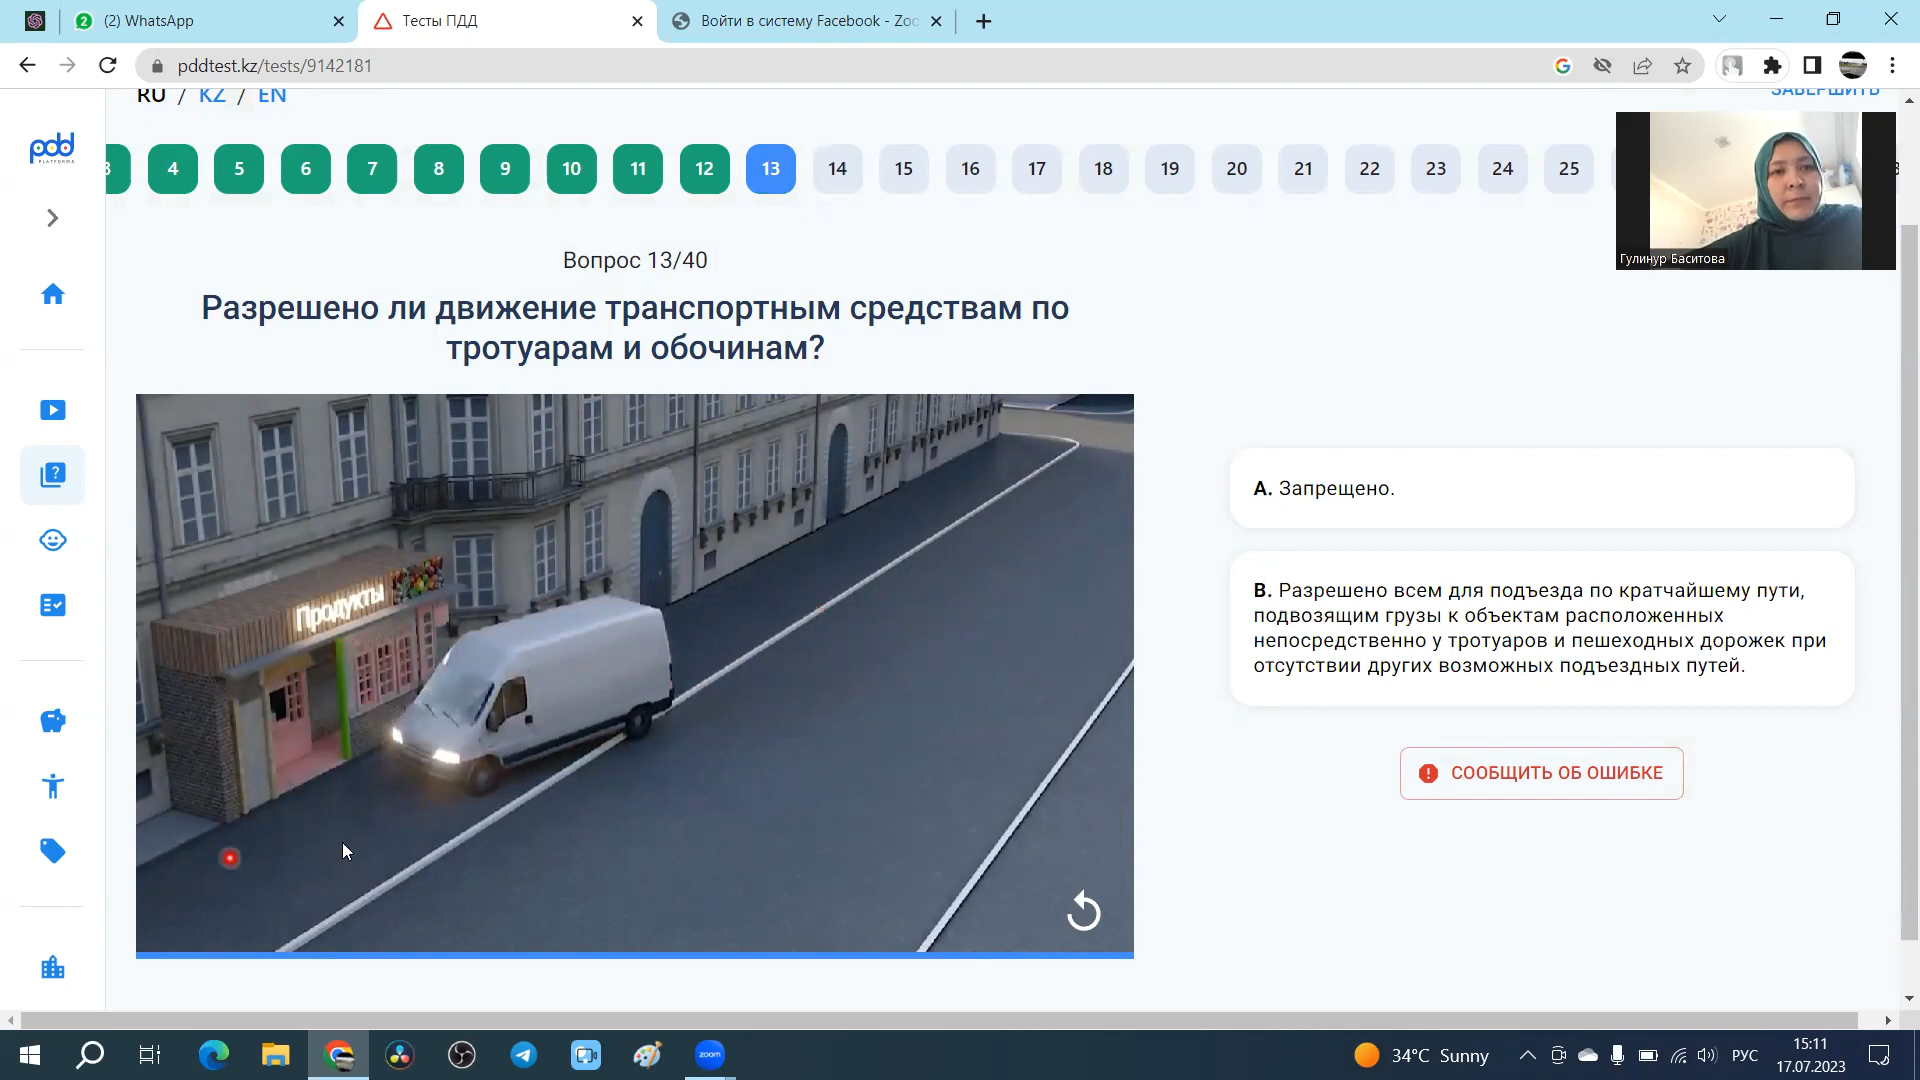 (2) WhatsApp
Тесты ПДД
Войти в систему Facebook - Zoo
pddtest.kz/tests/9142181
RU / KZ / EN
ЗАВЕРШИТЬ
pdd
PLATFORMA
4 5 6 7 8 9 10 11 12 13 14 15 16 17 18 19 20 21 22 23 24 25
Гулинур Баситова
Вопрос 13/40
Разрешено ли движение транспортным средствам по
тротуарам и обочинам?
Продукты
A. Запрещено.
B. Разрешено всем для подъезда по кратчайшему пути,
подвозящим грузы к объектам расположенных
непосредственно у тротуаров и пешеходных дорожек при
отсутствии других возможных подъездных путей.
СООБЩИТЬ ОБ ОШИБКЕ
zoom
34°C Sunny
РУС
15:11
17.07.2023